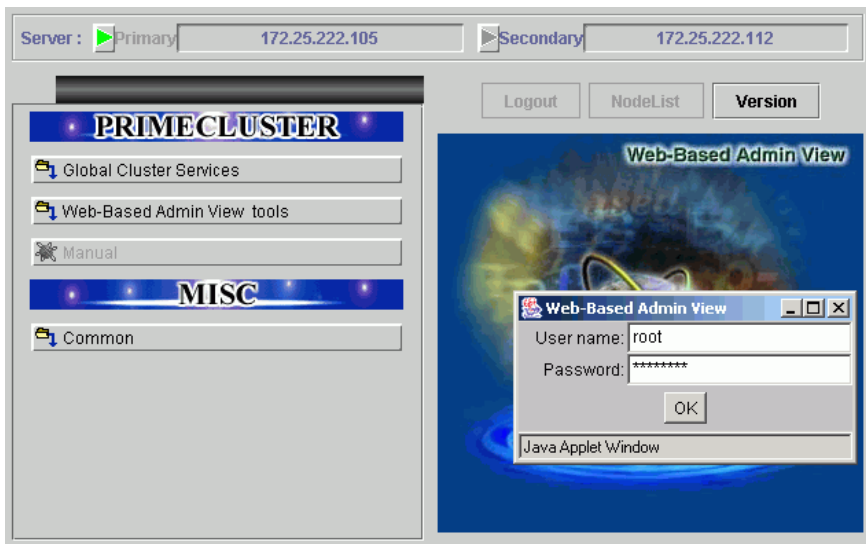 Server : Primary 172.25.222.105 Secondary 172.25.222.112
Logout NodeList Version
PRIMECLUSTER
Global Cluster Services
Web-Based Admin View tools
Manual
MISC
Common
Web-Based Admin View
Web-Based Admin View
User name: root
Password: ********
OK
Java Applet Window